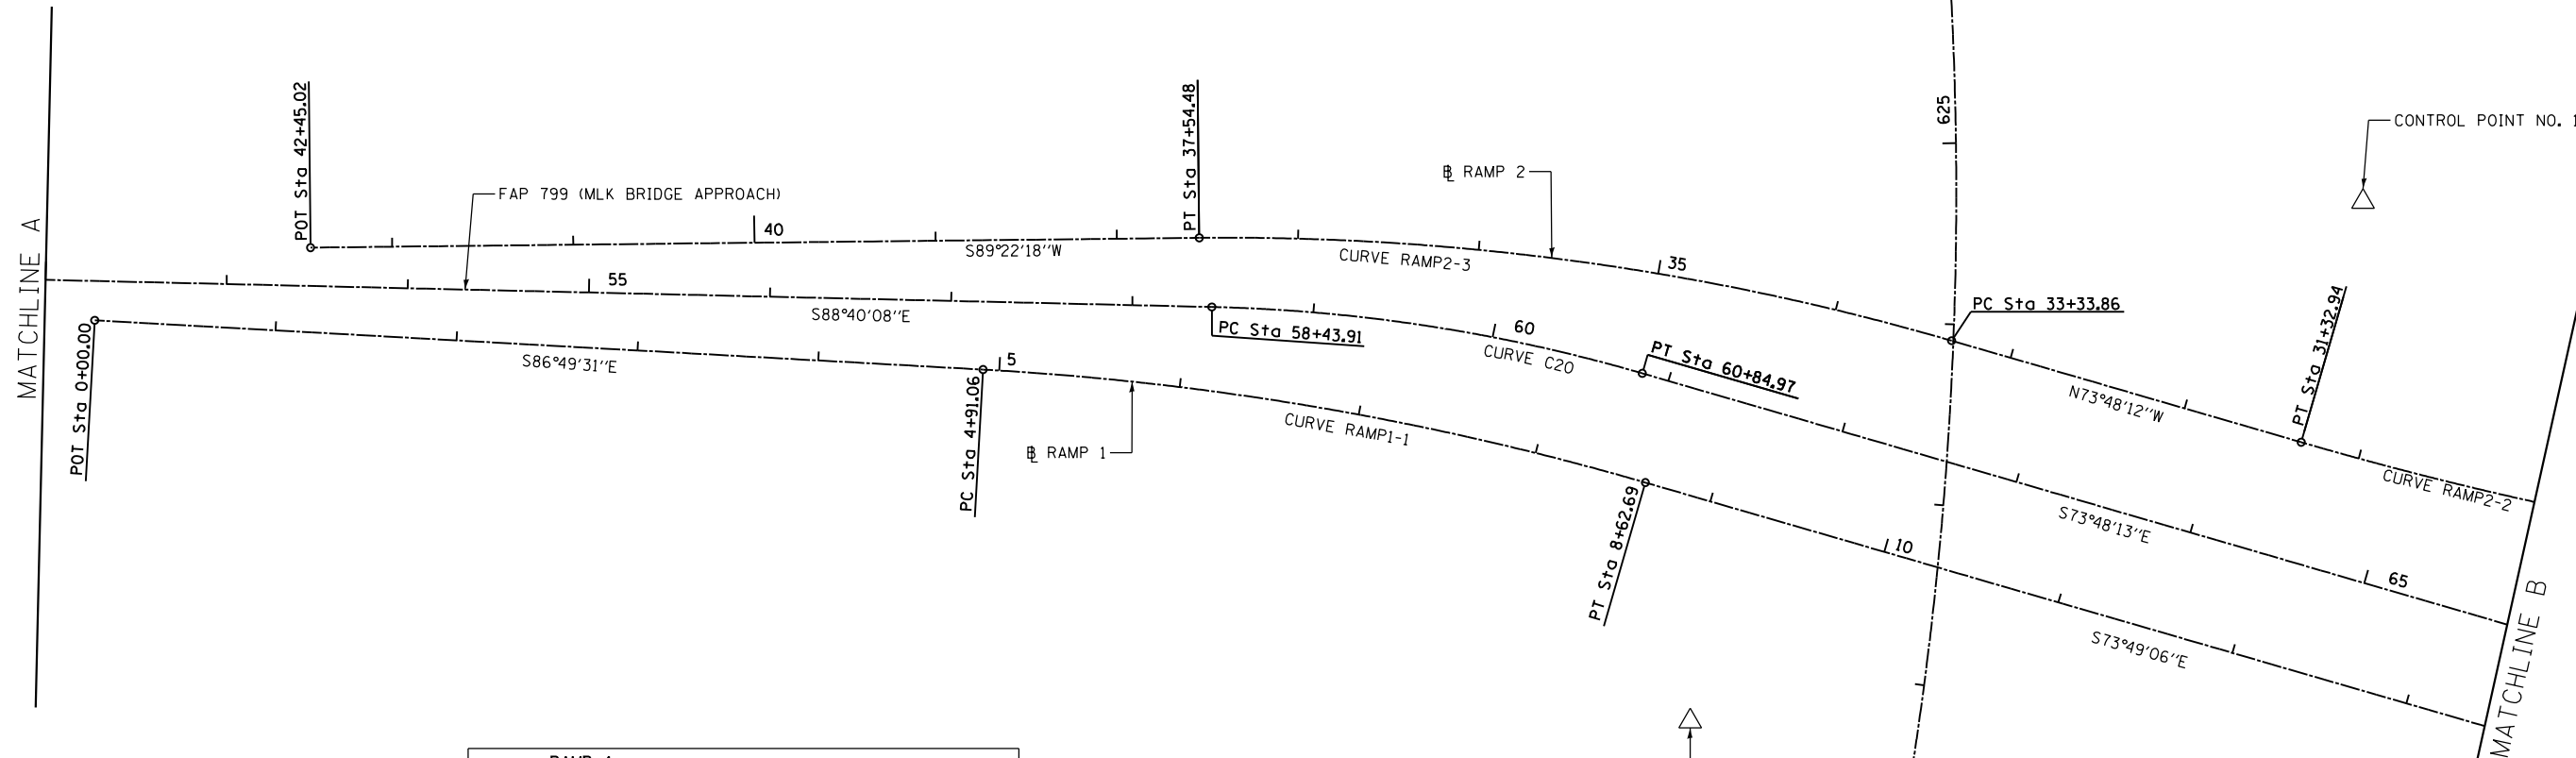 MATCHLINE A
POT Sta 42+45.02
FAP 799 (MLK BRIDGE APPROACH)
40
S89°22'18"W
PT Sta 37+54.48
CURVE RAMP2-3
℄ RAMP 2
35
625
PC Sta 33+33.86
CONTROL POINT NO. 1
PT Sta 31+32.94
N73°48'12"W
CURVE RAMP2-2
55
S88°40'08"E
PC Sta 58+43.91
60
CURVE C20
PT Sta 60+84.97
S73°48'13"E
65
POT Sta 0+00.00
S86°49'31"E
5
PC Sta 4+91.06
℄ RAMP 1
CURVE RAMP1-1
PT Sta 8+62.69
10
S73°49'06"E
MATCHLINE B